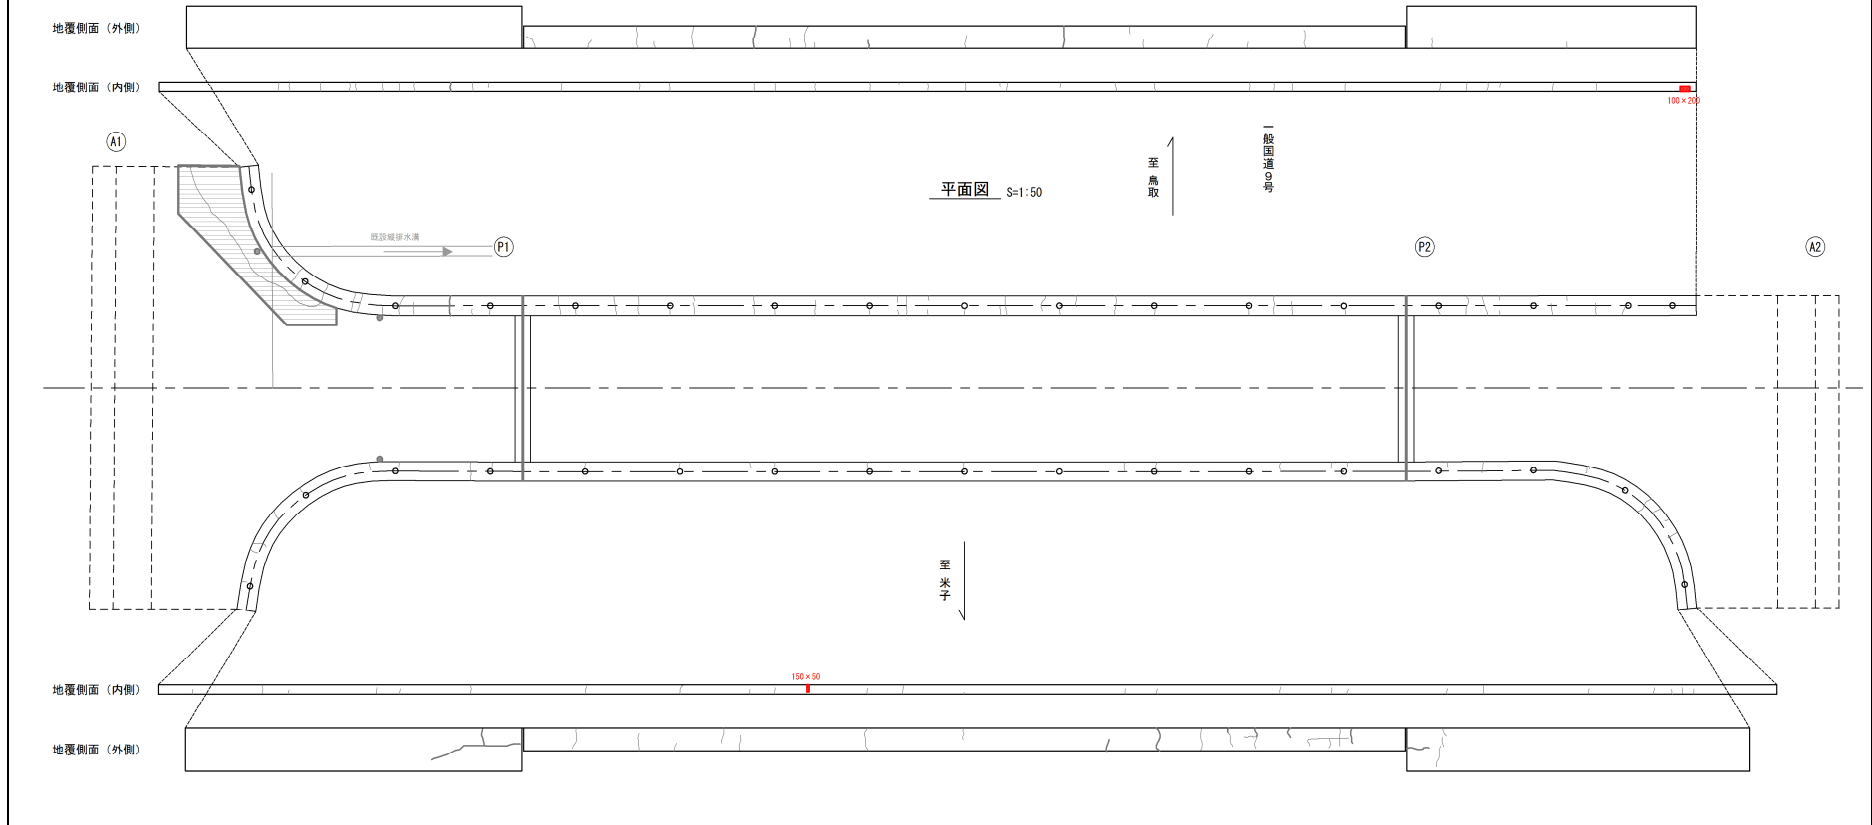 地覆側面（外側）
地覆側面（内側）
100×200
A1
一般国道9号
至 鳥取
平面図 S=1:50
既設縦排水溝
P1
P2
A2
至 米子
150×50
地覆側面（内側）
地覆側面（外側）